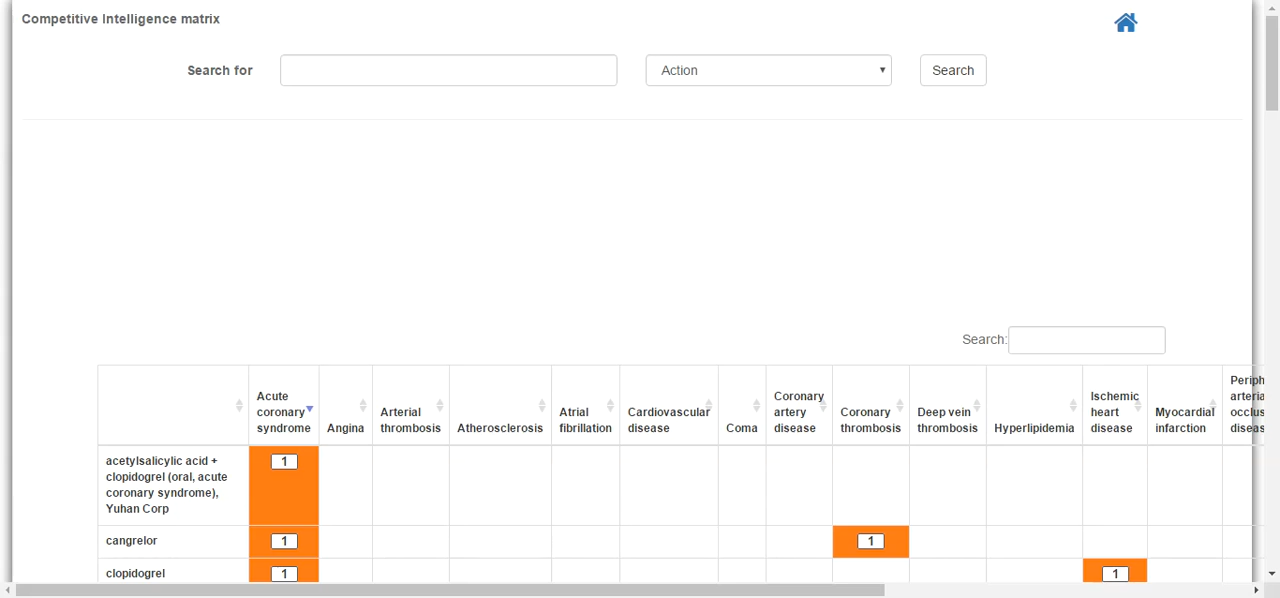 Competitive Intelligence matrix
Search for
Action
Search
Search:
Acute
coronary
syndrome
Angina
Arterial
thrombosis
Atherosclerosis
Atrial
fibrillation
Cardiovascular
disease
Coma
Coronary
artery
disease
Coronary
thrombosis
Deep vein
thrombosis
Hyperlipidemia
Ischemic
heart
disease
Myocardial
infarction
acetylsalicylic acid +
clopidogrel (oral, acute
coronary syndrome),
Yuhan Corp
1
cangrelor
1
1
clopidogrel
1
1